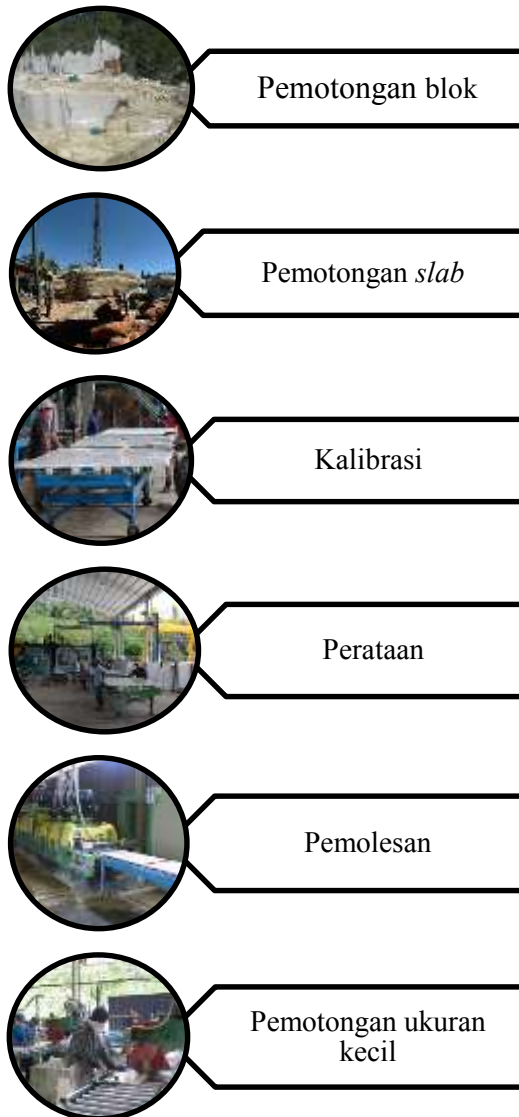 Pemotongan blok
Pemotongan slab
Kalibrasi
Perataan
Pemolesan
Pemotongan ukuran
kecil